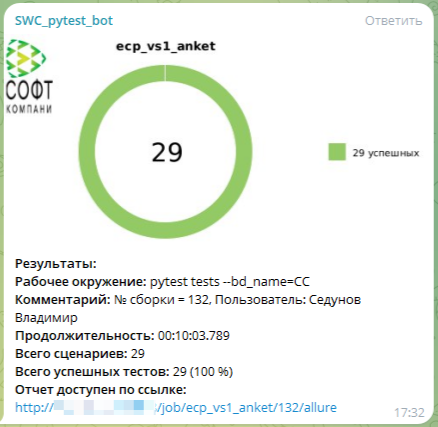 SWC_pytest_bot
Ответить
ecp_vs1_anket
СОФТ
КОМПАНИ
29
29 успешных
Результаты:
Рабочее окружение: pytest tests --bd_name=CC
Комментарий: № сборки = 132, Пользователь: Седунов
Владимир
Продолжительность: 00:10:03.789
Всего сценариев: 29
Всего успешных тестов: 29 (100 %)
Отчет доступен по ссылке:
http:///job/ecp_vs1_anket/132/allure
17:32